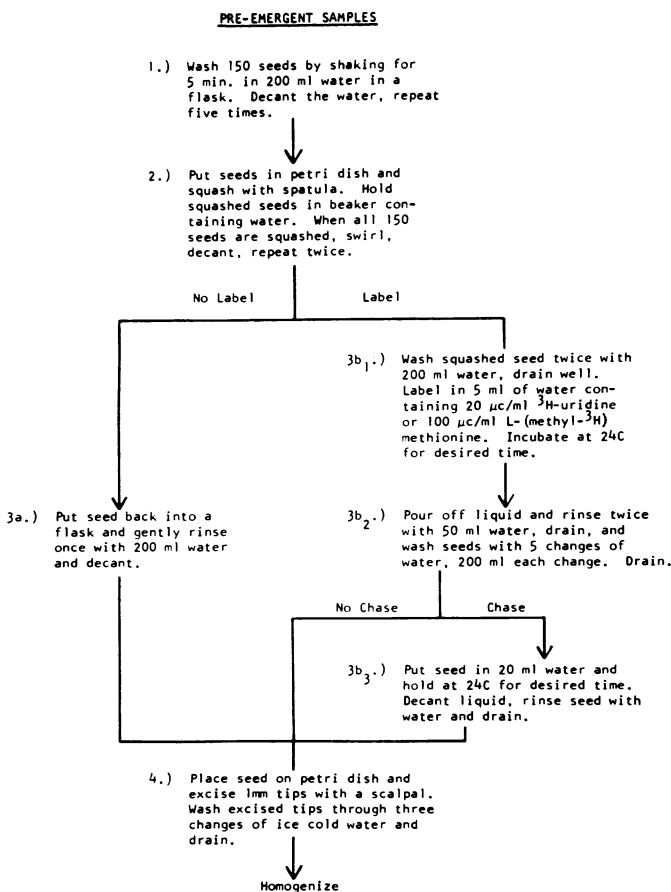 PRE-EMERGENT SAMPLES
1.) Wash 150 seeds by shaking for
5 min. in 200 ml water in a
flask. Decant the water, repeat
five times.
2.) Put seeds in petri dish and
squash with spatula. Hold
squashed seeds in beaker con-
taining water. When all 150
seeds are squashed, swirl,
decant, repeat twice.
No Label
Label
3b₁.) Wash squashed seed twice with
200 ml water, drain well.
Label in 5 ml of water con-
taining 20 μc/ml ³H-uridine
or 100 μc/ml L-(methyl-³H)
methionine. Incubate at 24C
for desired time.
3a.) Put seed back into a
flask and gently rinse
once with 200 ml water
and decant.
3b₂.) Pour off liquid and rinse twice
with 50 ml water, drain, and
wash seeds with 5 changes of
water, 200 ml each change. Drain.
No Chase
Chase
3b₃.) Put seed in 20 ml water and
hold at 24C for desired time.
Decant liquid, rinse seed with
water and drain.
4.) Place seed on petri dish and
excise 1mm tips with a scalpal.
Wash excised tips through three
changes of ice cold water and
drain.
Homogenize